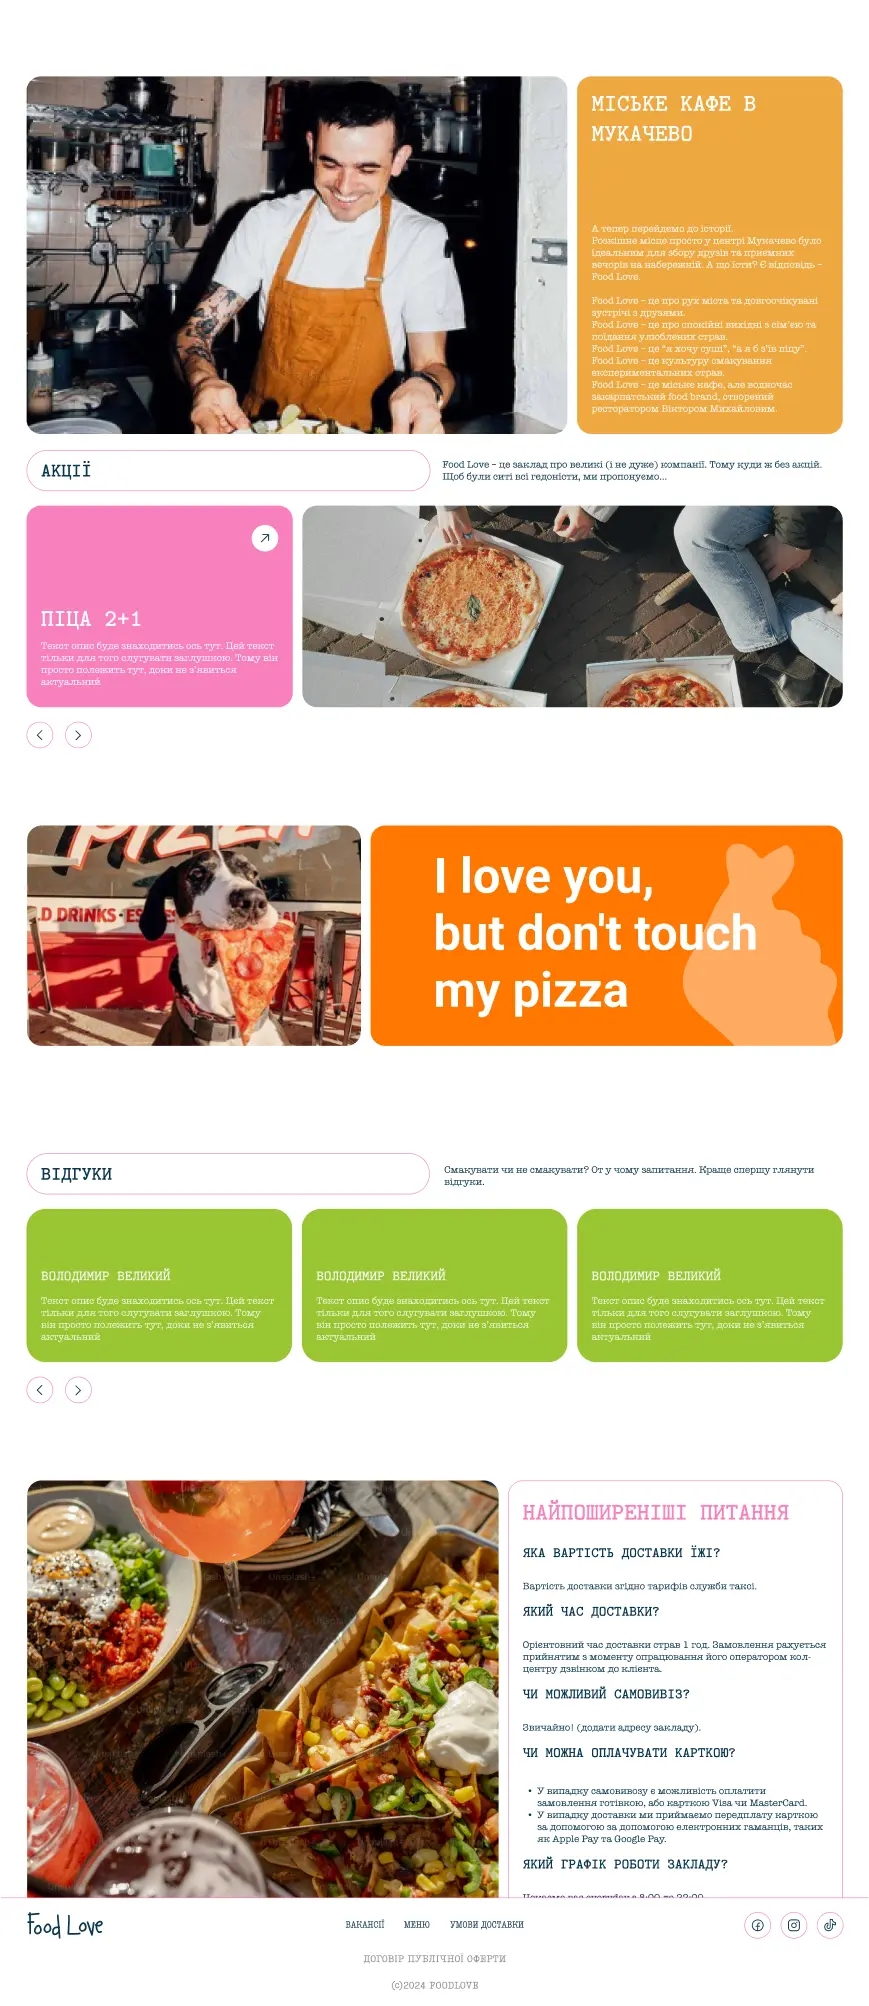 МІСЬКЕ КАФЕ В
МУКАЧЕВО
А тепер перейдемо до історії.
Розкішне місце просто у центрі Мукачево було
ідеальним для збору друзів та приємних
вечорів на набережній. А що їсти? Є відповідь –
Food Love.
Food Love – це про рух міста та довгоочікувані
зустрічі з друзями.
Food Love – це про спокійні вихідні з сім'єю та
поїдання улюблених страв.
Food Love – це “я хочу суші”, “а я б з'їв піцу”.
Food Love – це культуру смакування
експериментальних страв.
Food Love – це міське кафе, але водночас
закарпатський food brand, створений
ресторатором Віктором Михайловим.
АКЦІЇ
Food Love – це заклад про великі (і не дуже) компанії. Тому куди ж без акцій.
Щоб були ситі всі гедоністи, ми пропонуємо...
ПІЦА 2+1
Текст опис буде знаходитись ось тут. Цей текст
тільки для того слугувати заглушкою. Тому він
просто полежить тут, доки не з'явиться
актуальний
PIZZA
D DRINKS · ES
I love you,
but don't touch
my pizza
ВІДГУКИ
Смакувати чи не смакувати? От у чому запитання. Краще спершу глянути
відгуки.
ВОЛОДИМИР ВЕЛИКИЙ
Текст опис буде знаходитись ось тут. Цей текст
тільки для того слугувати заглушкою. Тому
він просто полежить тут, доки не з'явиться
актуальний
ВОЛОДИМИР ВЕЛИКИЙ
Текст опис буде знаходитись ось тут. Цей текст
тільки для того слугувати заглушкою. Тому
він просто полежить тут, доки не з'явиться
актуальний
ВОЛОДИМИР ВЕЛИКИЙ
Текст опис буде знаходитись ось тут. Цей текст
тільки для того слугувати заглушкою. Тому
він просто полежить тут, доки не з'явиться
актуальний
НАЙПОШИРЕНІШІ ПИТАННЯ
ЯКА ВАРТІСТЬ ДОСТАВКИ ЇЖІ?
Вартість доставки згідно тарифів служби таксі.
ЯКИЙ ЧАС ДОСТАВКИ?
Орієнтовний час доставки страв 1 год. Замовлення рахується
прийнятим з моменту опрацювання його оператором кол-
центру дзвінком до клієнта.
ЧИ МОЖЛИВИЙ САМОВИВІЗ?
Звичайно! (додати адресу закладу).
ЧИ МОЖНА ОПЛАЧУВАТИ КАРТКОЮ?
• У випадку самовивозу є можливість оплатити
замовлення готівкою, або карткою Visa чи MasterCard.
• У випадку доставки ми приймаємо передплату карткою
за допомогою за допомогою електронних гаманців, таких
як Apple Pay та Google Pay.
ЯКИЙ ГРАФІК РОБОТИ ЗАКЛАДУ?
Food Love
ВАКАНСІЇ МЕНЮ УМОВИ ДОСТАВКИ
ДОГОВІР ПУБЛІЧНОЇ ОФЕРТИ
(c)2024 FOODLOVE